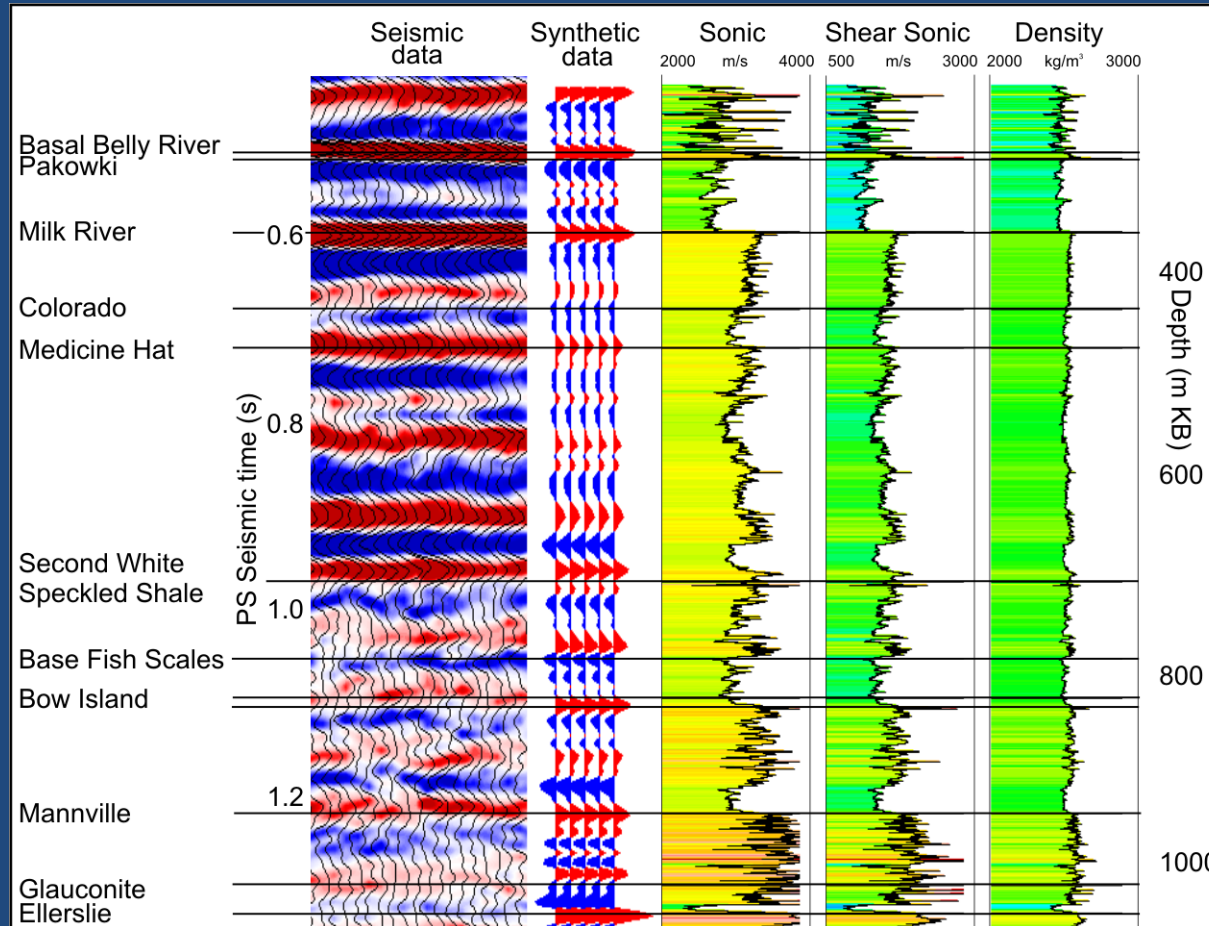 Seismic data
Synthetic data
Sonic
Shear Sonic
Density
2000 m/s 4000
500 m/s 3000
2000 kg/m³ 3000
Basal Belly River
Pakowki
Milk River
Colorado
Medicine Hat
Second White
Speckled Shale
Base Fish Scales
Bow Island
Mannville
Glauconite
Ellerslie
PS Seismic time (s)
0.6
0.8
1.0
1.2
Depth (m KB)
400
600
800
1000